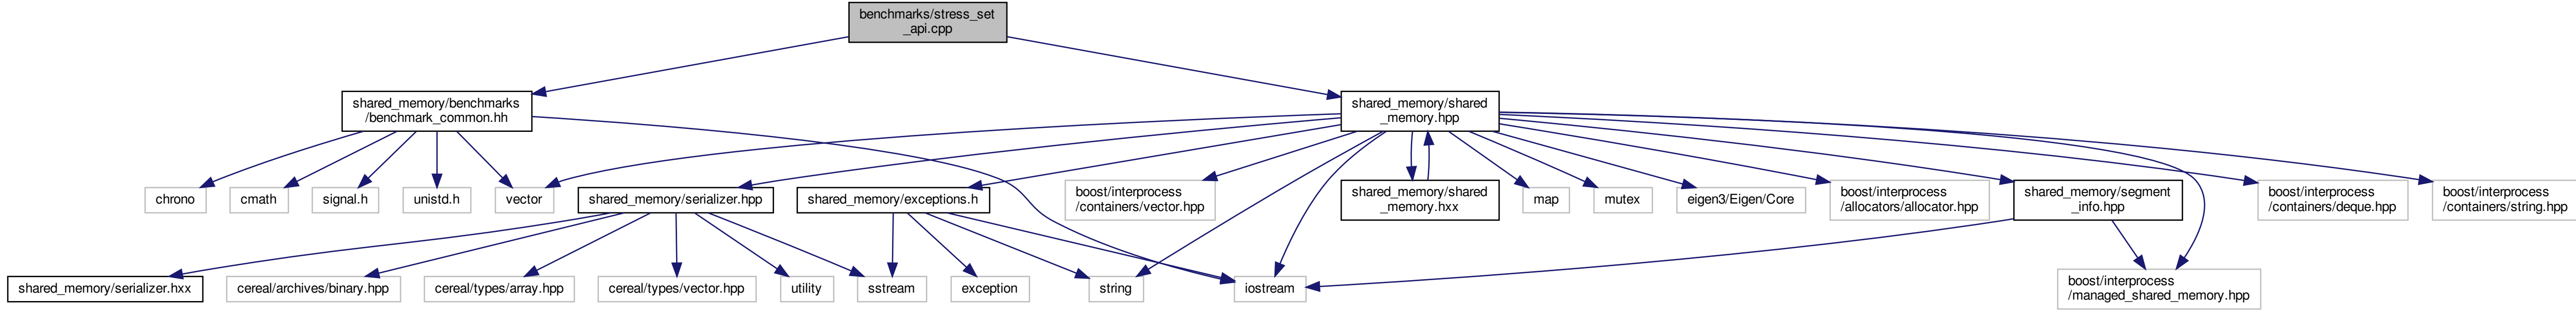 benchmarks/stress_set
_api.cpp
shared_memory/benchmarks
/benchmark_common.hh
shared_memory/shared
_memory.hpp
chrono
cmath
signal.h
unistd.h
vector
shared_memory/serializer.hpp
shared_memory/exceptions.h
boost/interprocess
/containers/vector.hpp
shared_memory/shared
_memory.hxx
map
mutex
eigen3/Eigen/Core
boost/interprocess
/allocators/allocator.hpp
shared_memory/segment
_info.hpp
boost/interprocess
/containers/deque.hpp
boost/interprocess
/containers/string.hpp
shared_memory/serializer.hxx
cereal/archives/binary.hpp
cereal/types/array.hpp
cereal/types/vector.hpp
utility
sstream
exception
string
iostream
boost/interprocess
/managed_shared_memory.hpp